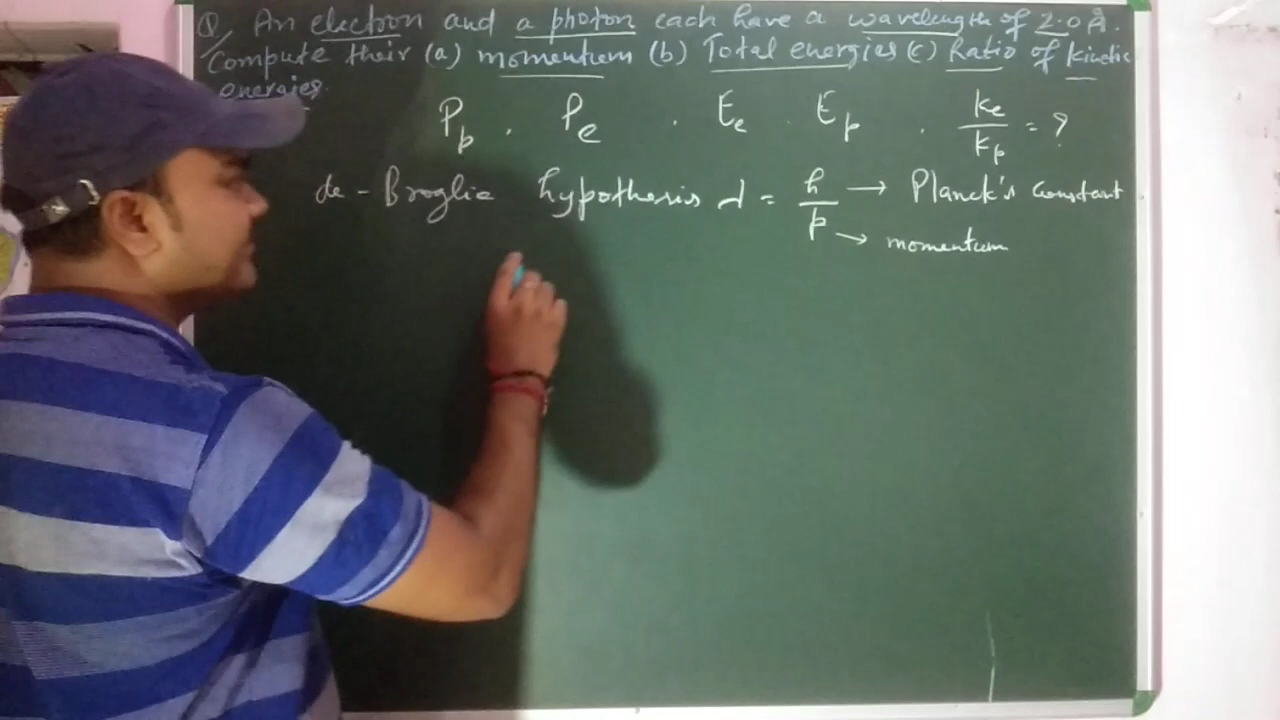 Q/ An electron and a photon each have a wavelength of 2.0 Å.
Compute their (a) momentum (b) Total energies (c) Ratio of kinetic
energies.
Pp , Pe , Ee , Ep , Ke/Kp = ?
de-Broglie hypothesis λ = h/p → Planck's constant
→ momentum